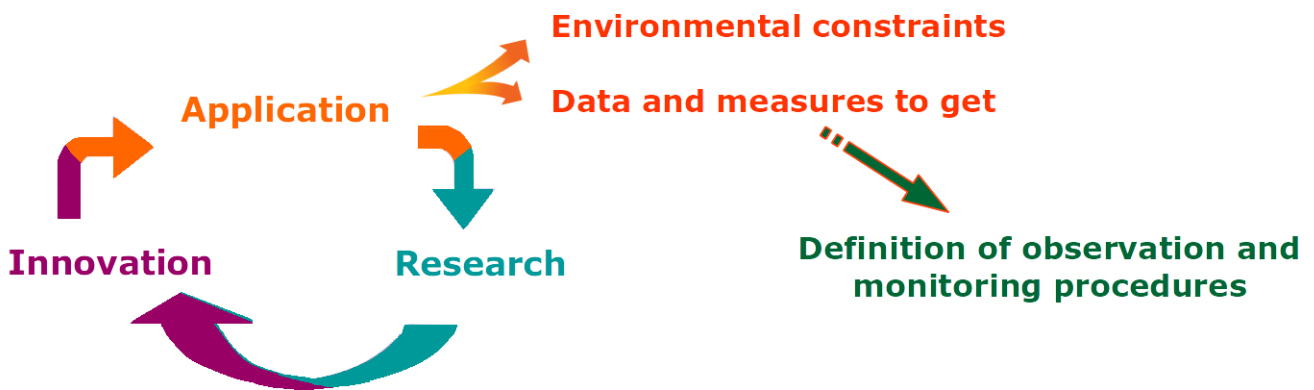 Environmental constraints
Application
Data and measures to get
Innovation
Research
Definition of observation and
monitoring procedures